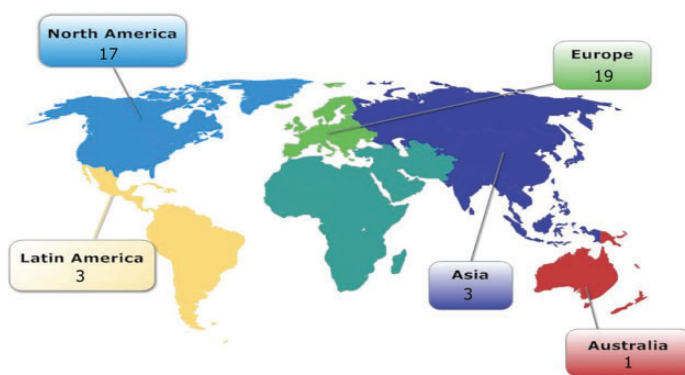 North America
17
Europe
19
Latin America
3
Asia
3
Australia
1